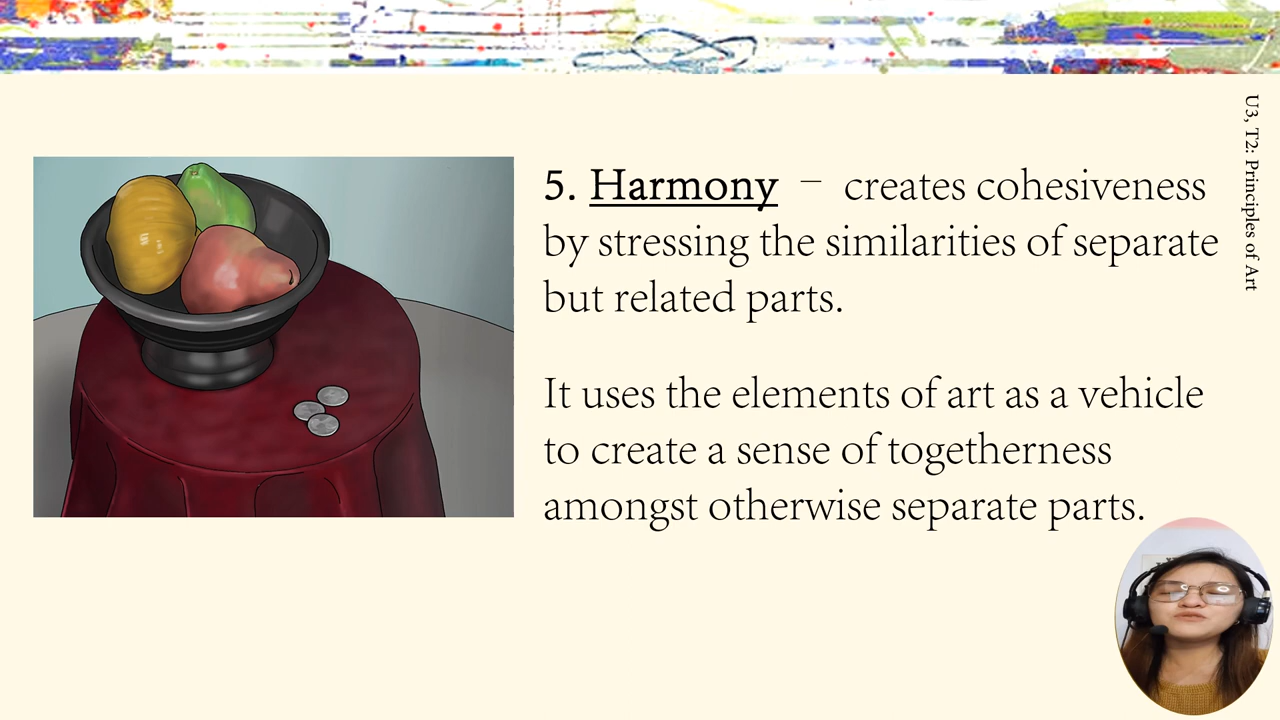 5. Harmony – creates cohesiveness
by stressing the similarities of separate
but related parts.
It uses the elements of art as a vehicle
to create a sense of togetherness
amongst otherwise separate parts.
U3, T2: Principles of Art